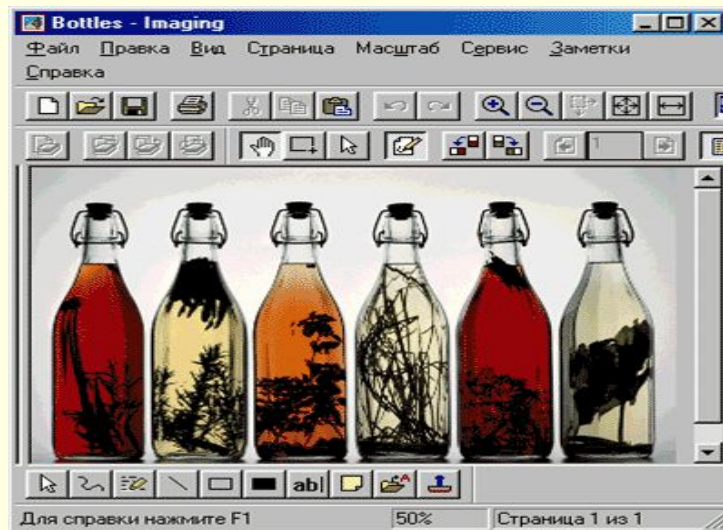 Bottles - Imaging
Файл Правка Вид Страница Масштаб Сервис Заметки
Справка
1
ab|
Для справки нажмите F1 50% Страница 1 из 1